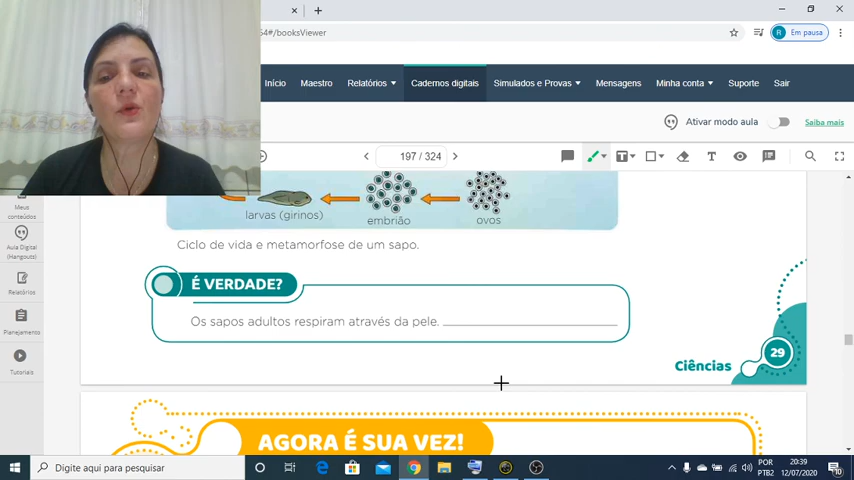 54#/booksViewer
Em pausa
R
Início
Maestro
Relatórios
Cadernos digitais
Simulados e Provas
Mensagens
Minha conta
Suporte
Sair
Ativar modo aula
Saiba mais
197 / 324
T
T
Meus
conteúdos
Aula Digital
(Hangouts)
Relatórios
Planejamento
Tutoriais
larvas (girinos)
embrião
ovos
Ciclo de vida e metamorfose de um sapo.
É VERDADE?
Os sapos adultos respiram através da pele.
Ciências
29
AGORA É SUA VEZ!
Digite aqui para pesquisar
POR
PTB2
20:39
12/07/2020
10